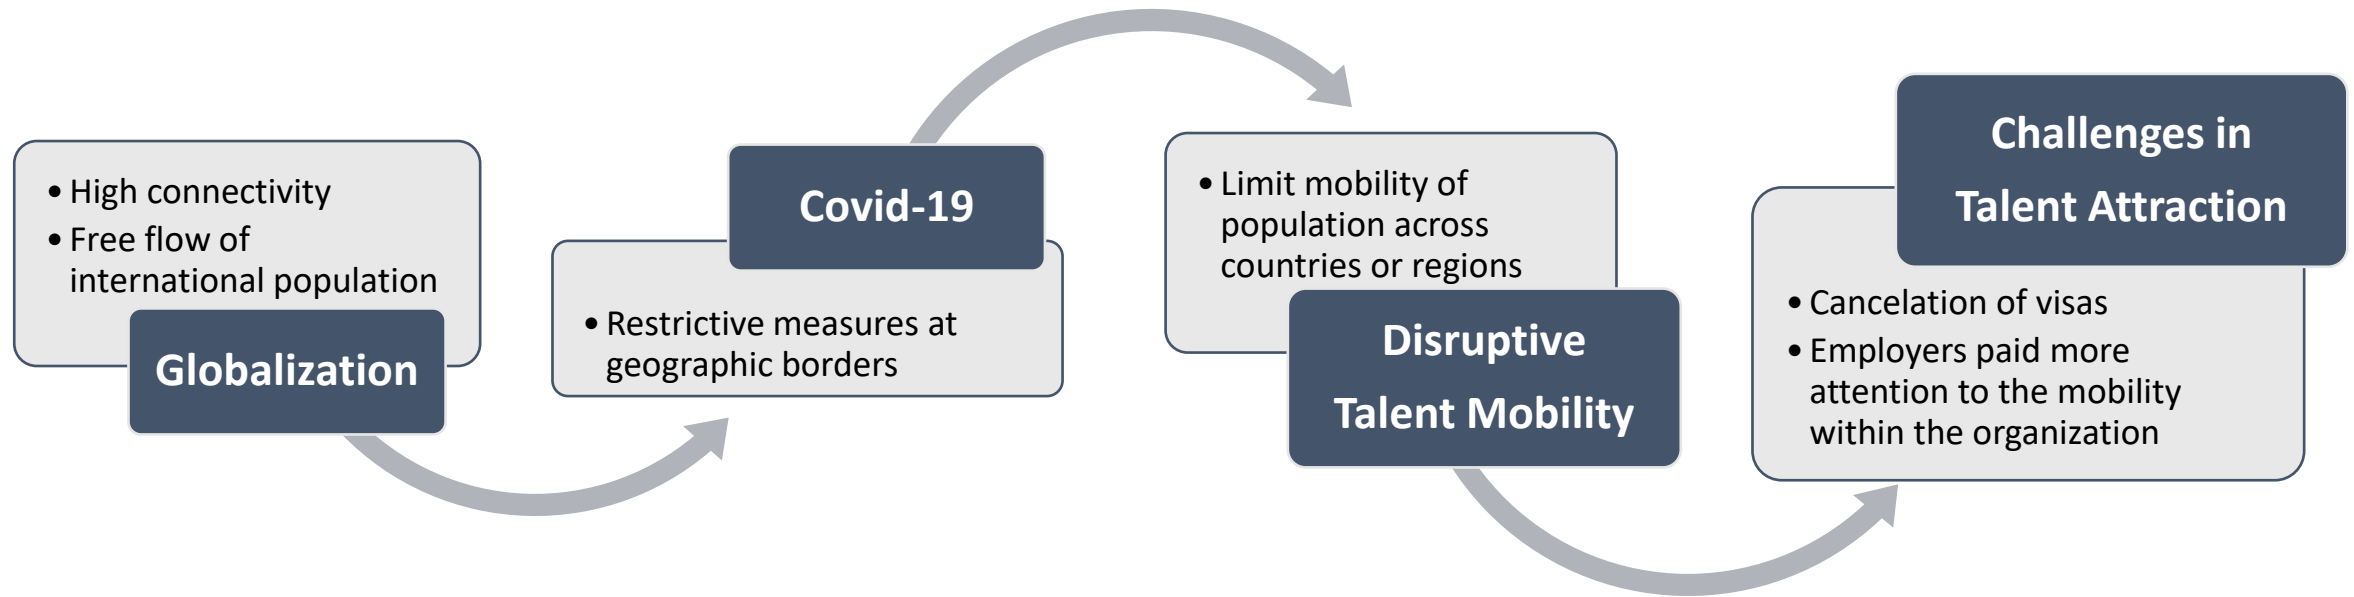 • High connectivity
• Free flow of
international population
Globalization
Covid-19
• Restrictive measures at
geographic borders
• Limit mobility of
population across
countries or regions
Disruptive
Talent Mobility
Challenges in
Talent Attraction
• Cancelation of visas
• Employers paid more
attention to the mobility
within the organization